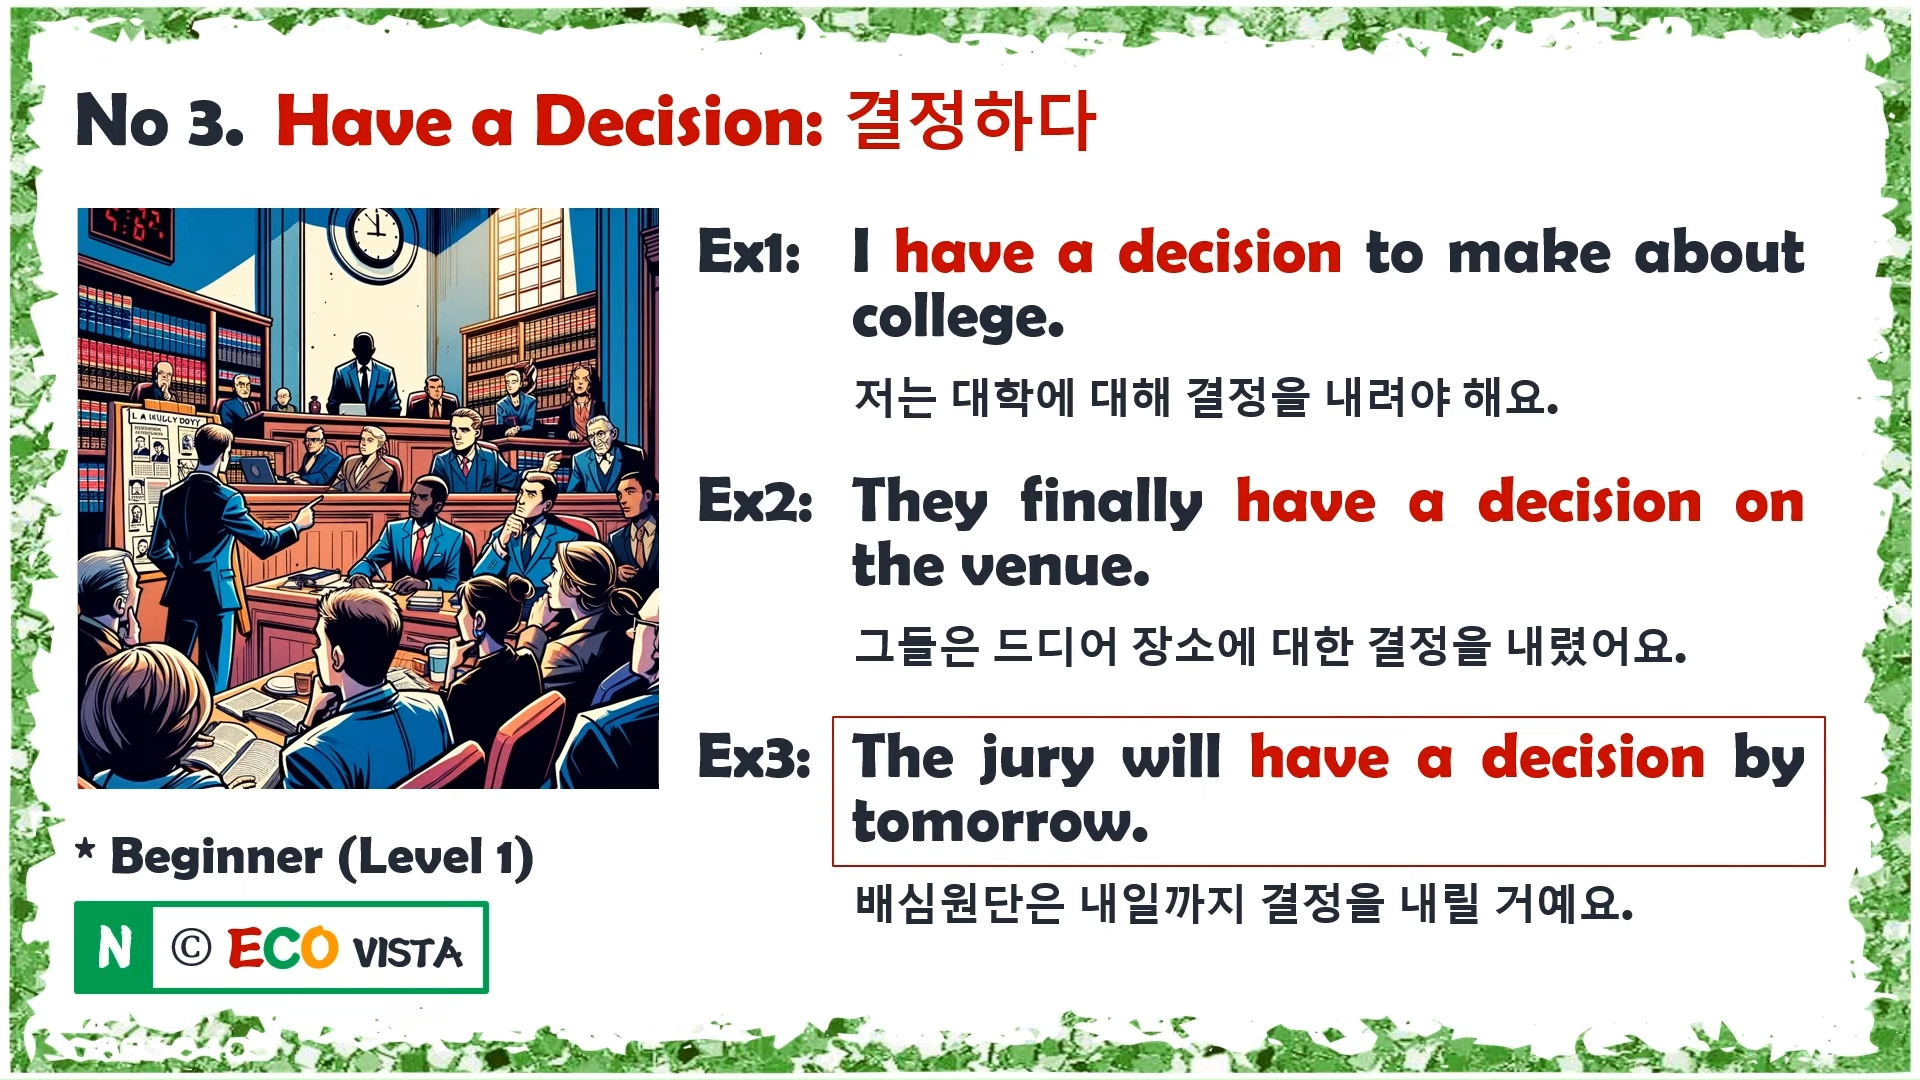 No 3. Have a Decision: 결정하다
Ex1: I have a decision to make about
college.
저는 대학에 대해 결정을 내려야 해요.
Ex2: They finally have a decision on
the venue.
그들은 드디어 장소에 대한 결정을 내렸어요.
Ex3: The jury will have a decision by
tomorrow.
배심원단은 내일까지 결정을 내릴 거예요.
* Beginner (Level 1)
N © ECO VISTA